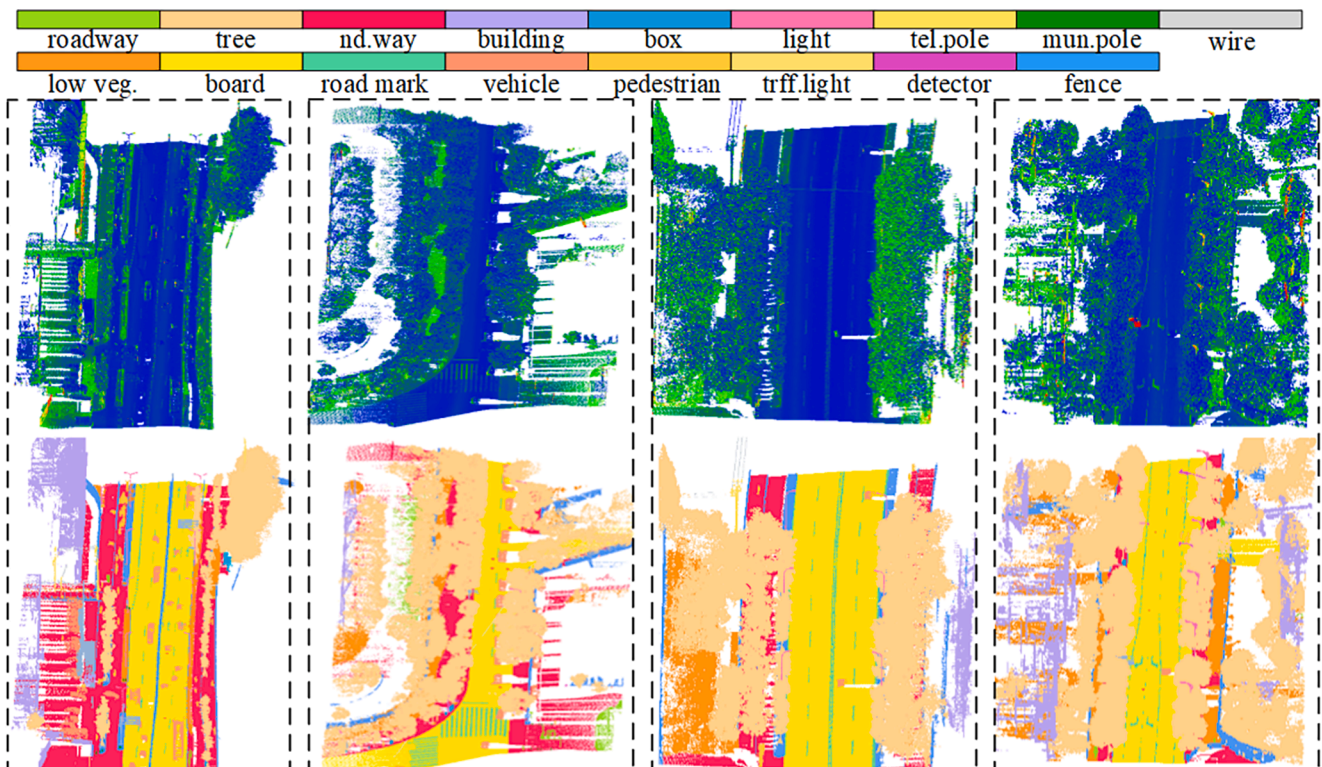 roadway tree nd.way building box light tel.pole mun.pole wire
low veg. board road mark vehicle pedestrian trff.light detector fence